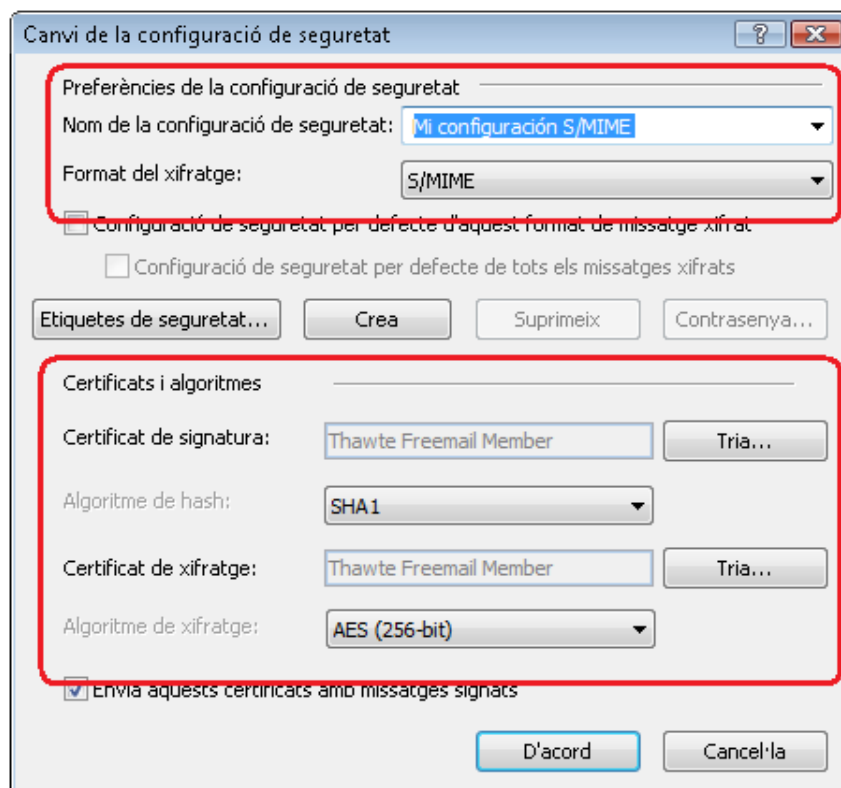 Canvi de la configuració de seguretat
Preferències de la configuració de seguretat
Nom de la configuració de seguretat: Mi configuración S/MIME
Format del xifratge: S/MIME
Configuració de seguretat per defecte d'aquest format de missatge xifrat
Configuració de seguretat per defecte de tots els missatges xifrats
Etiquetes de seguretat... Crea Suprimeix Contrasenya...
Certificats i algoritmes
Certificat de signatura: Thawte Freemail Member Tria...
Algoritme de hash: SHA1
Certificat de xifratge: Thawte Freemail Member Tria...
Algoritme de xifratge: AES (256-bit)
Envia aquests certificats amb missatges signats
D'acord Cancel·la